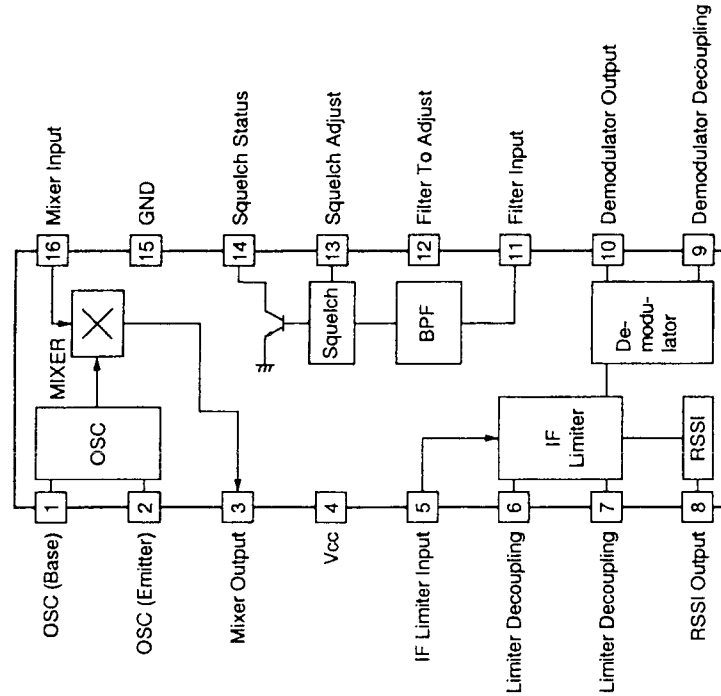 16 Mixer Input
15 GND
14 Squelch Status
13 Squelch Adjust
12 Filter To Adjust
11 Filter Input
10 Demodulator Output
9 Demodulator Decoupling
MIXER
OSC
Squelch
BPF
De-
modu-
lator
IF
Limiter
RSSI
1 OSC (Base)
2 OSC (Emitter)
3 Mixer Output
4 Vcc
5 IF Limiter Input
6 Limiter Decoupling
7 Limiter Decoupling
8 RSSI Output